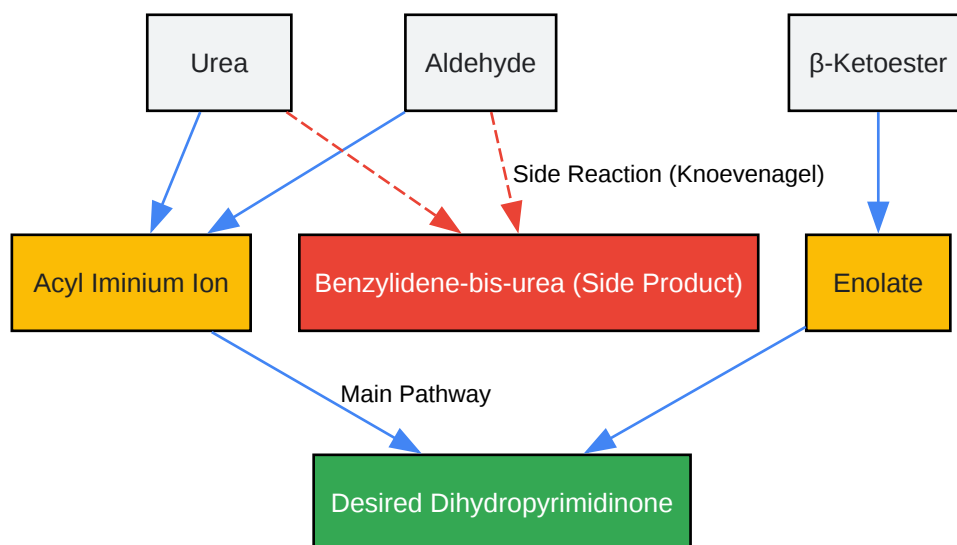 Urea
Aldehyde
β-Ketoester
Side Reaction (Knoevenagel)
Acyl Iminium Ion
Benzylidene-bis-urea (Side Product)
Enolate
Main Pathway
Desired Dihydropyrimidinone